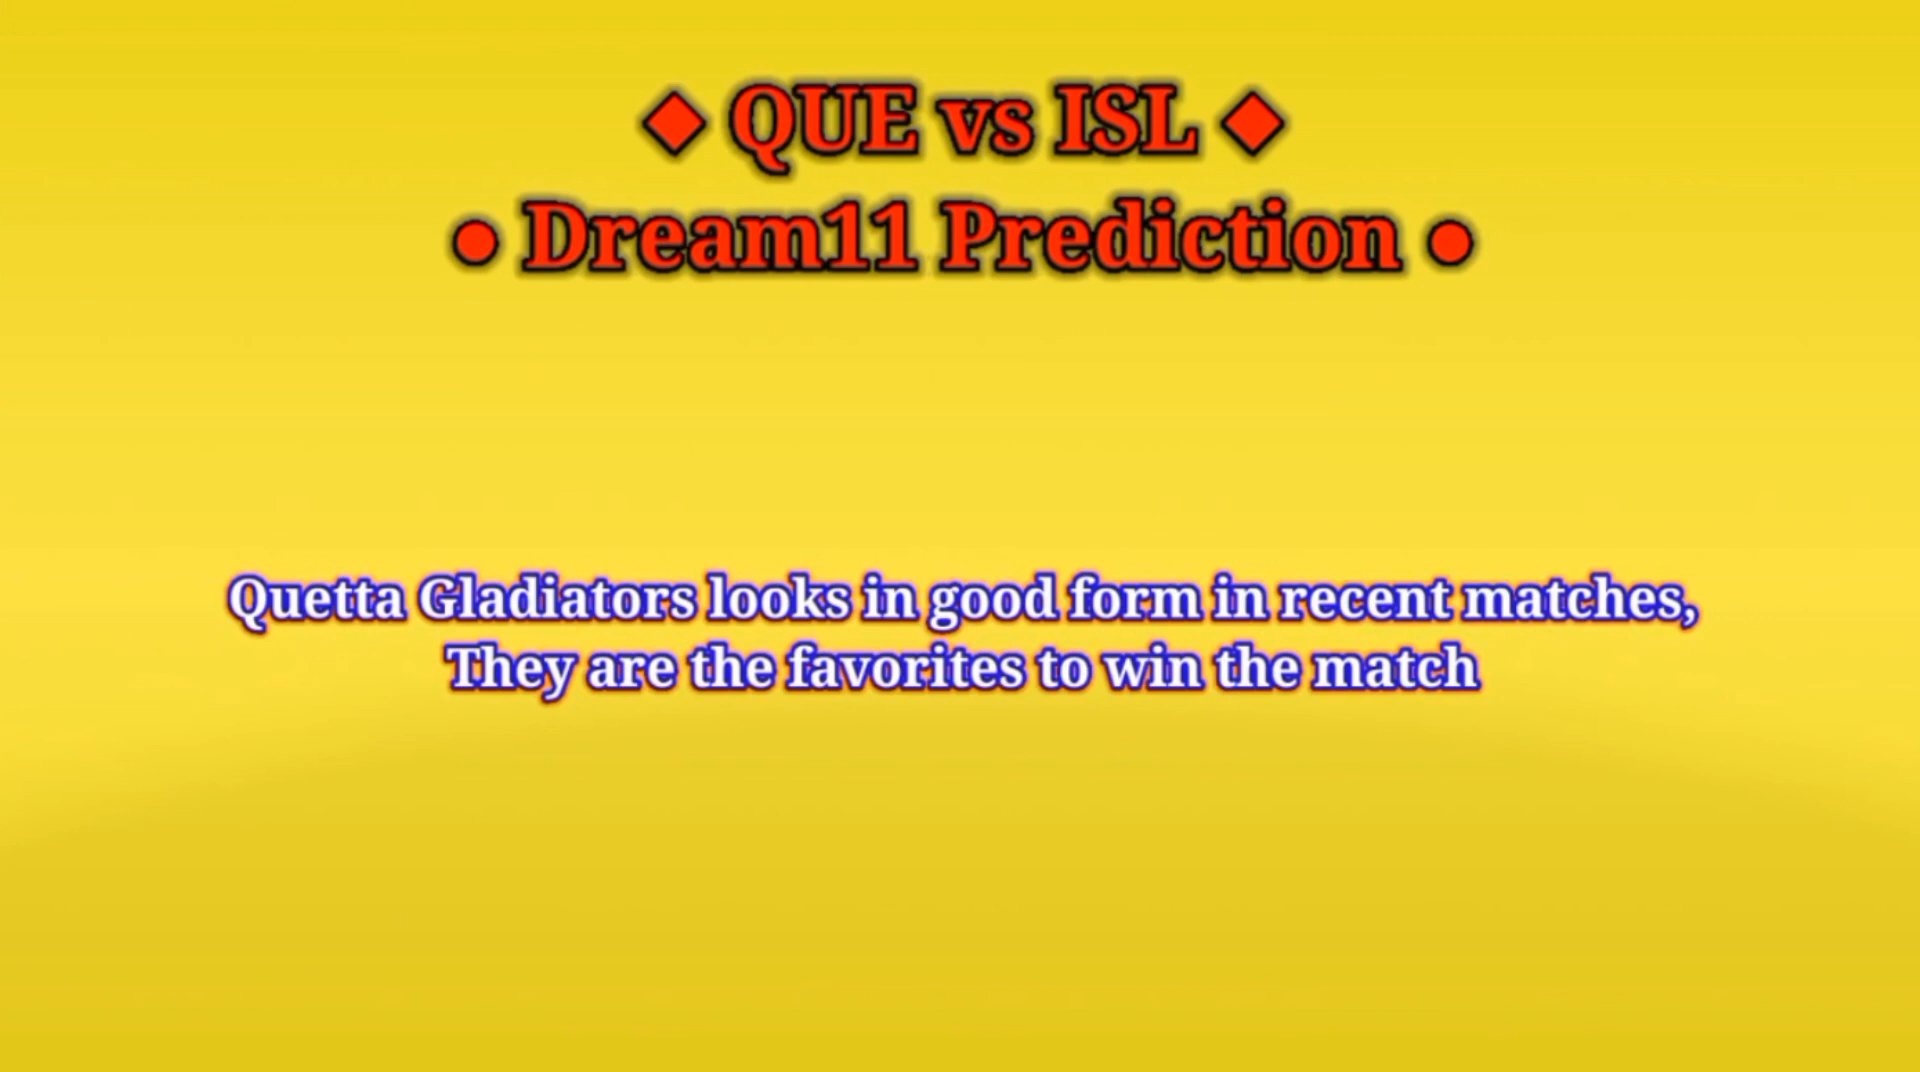 ◆ QUE vs ISL ◆
● Dream11 Prediction ●
Quetta Gladiators looks in good form in recent matches,
They are the favorites to win the match